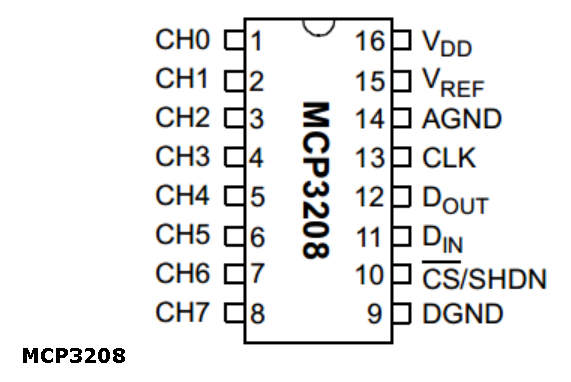 CH0 1 16 VDD
CH1 2 15 VREF
CH2 3 14 AGND
CH3 4 13 CLK
CH4 5 12 DOUT
CH5 6 11 DIN
CH6 7 10 C̅S̅/SHDN
CH7 8 9 DGND
MCP3208
MCP3208